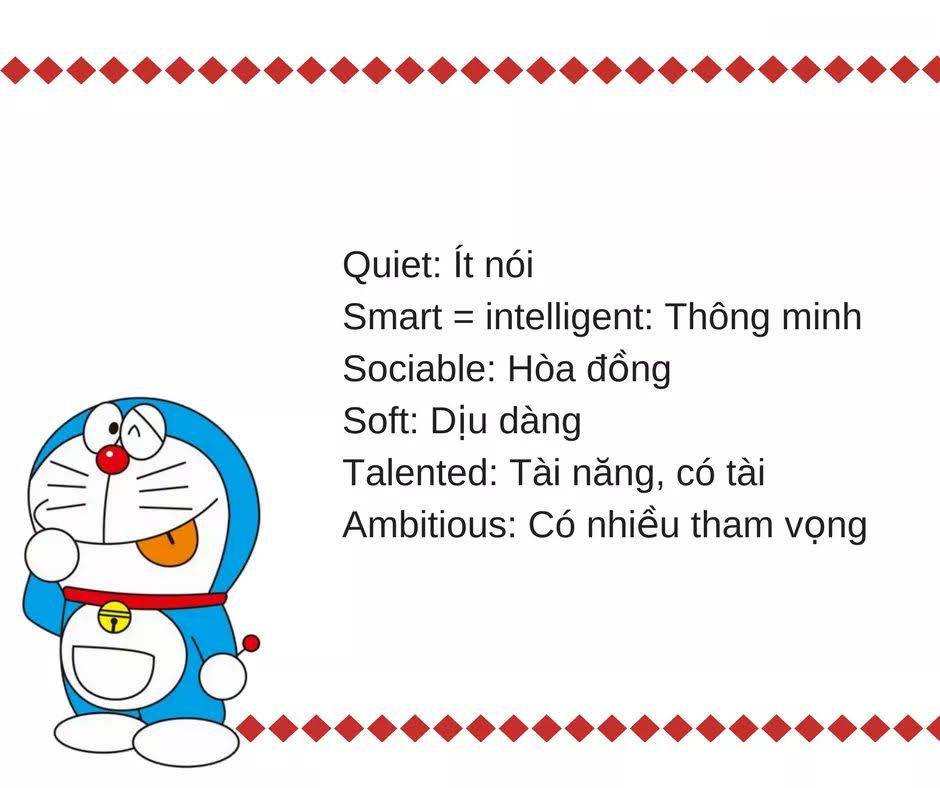 Quiet: Ít nói
Smart = intelligent: Thông minh
Sociable: Hòa đồng
Soft: Dịu dàng
Talented: Tài năng, có tài
Ambitious: Có nhiều tham vọng